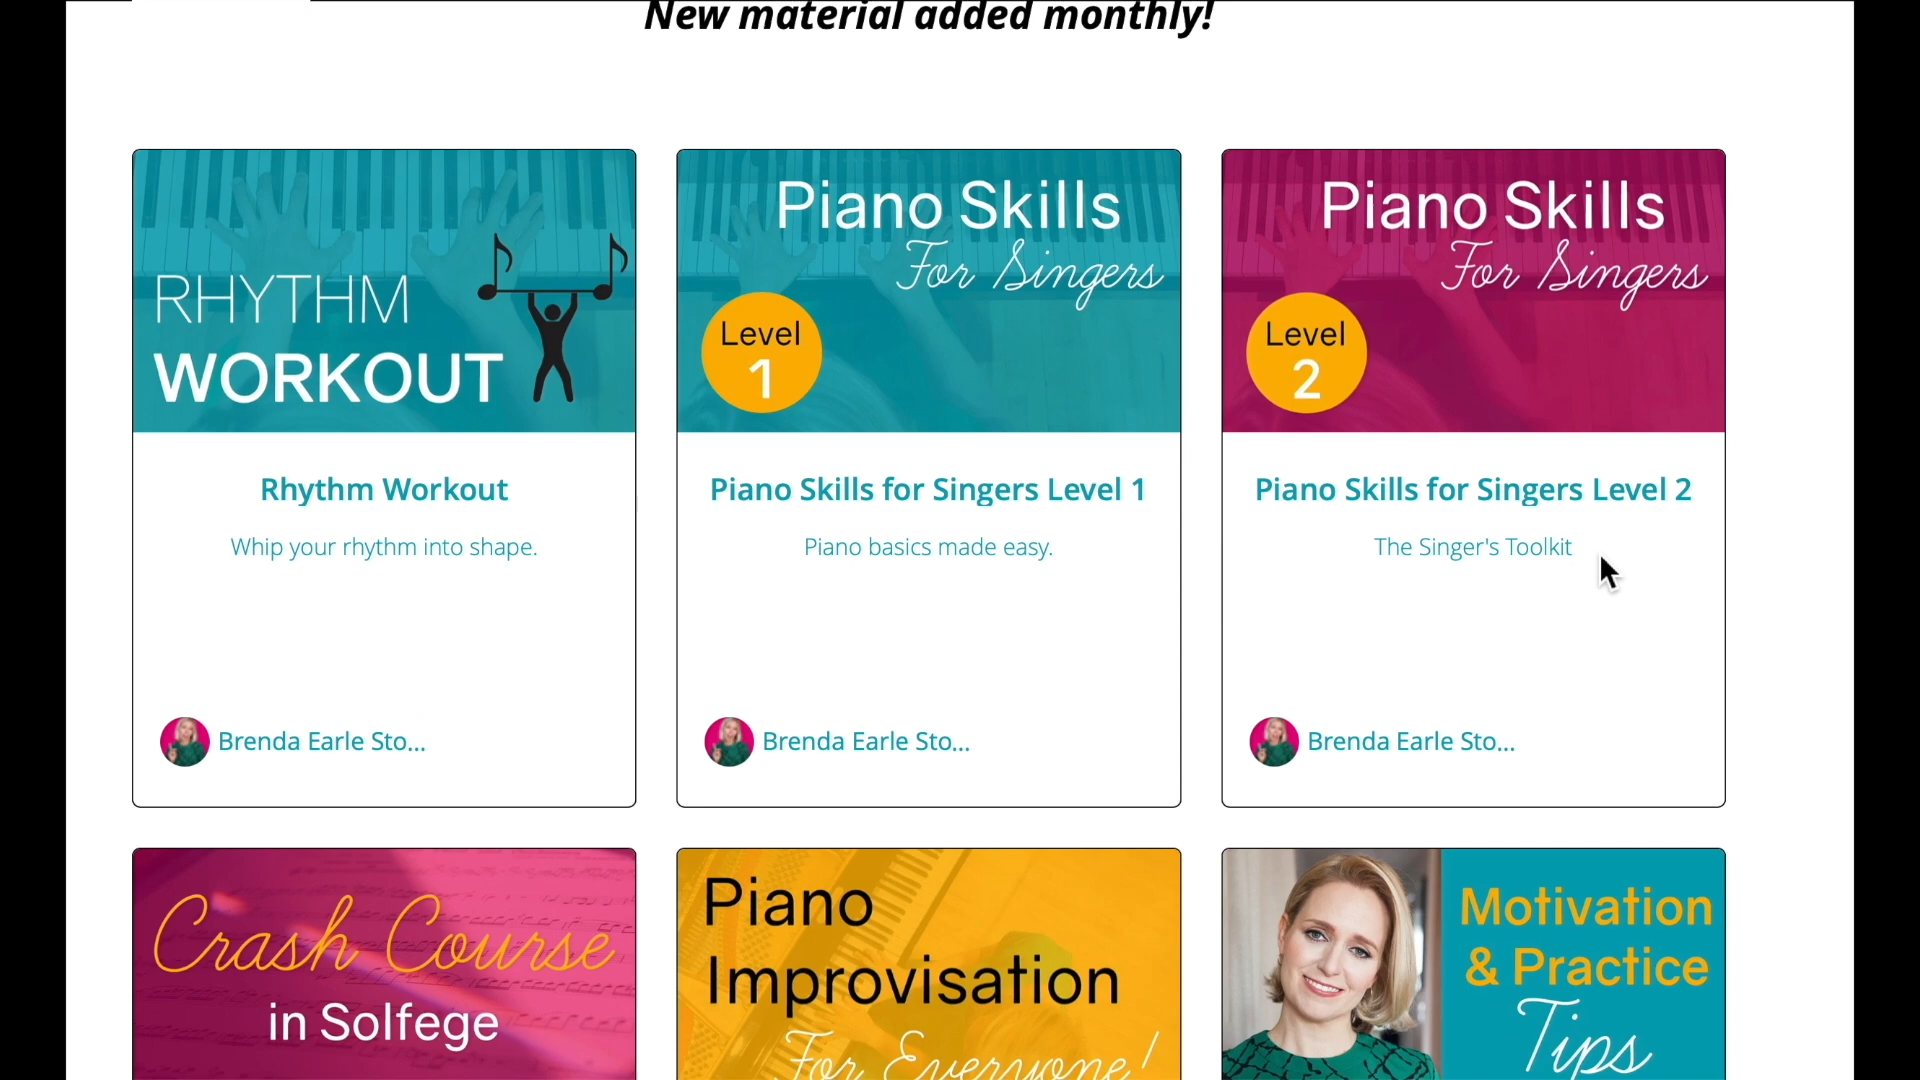 New material added monthly!
RHYTHM
WORKOUT
Piano Skills
For Singers
Level
1
Piano Skills
For Singers
Level
2
Rhythm Workout
Whip your rhythm into shape.
Piano Skills for Singers Level 1
Piano basics made easy.
Piano Skills for Singers Level 2
The Singer's Toolkit
Brenda Earle Sto...
Brenda Earle Sto...
Brenda Earle Sto...
Crash Course
in Solfege
Piano
Improvisation
For Everyone!
Motivation
& Practice
Tips